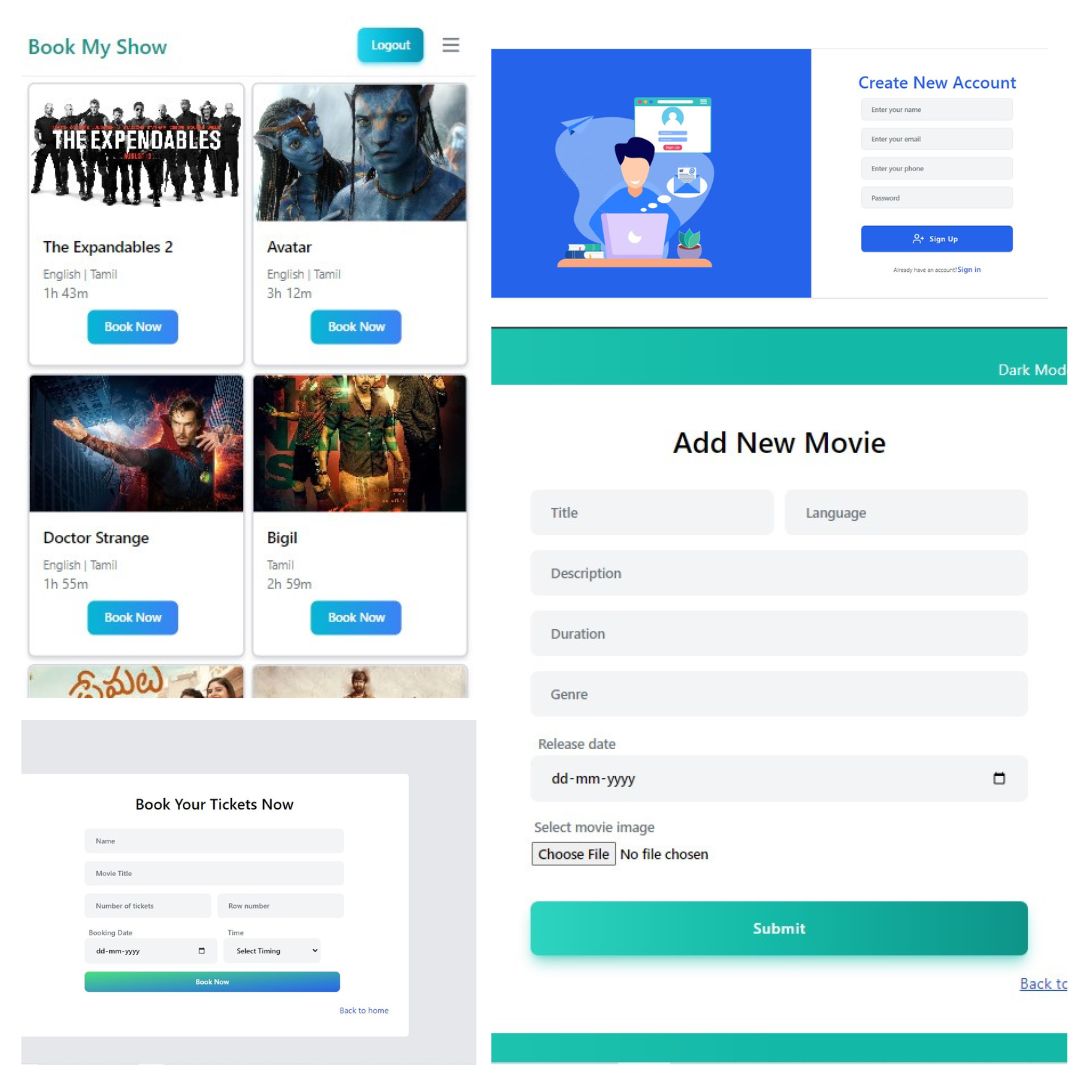 Book My Show
Logout
THE EXPENDABLES
The Expandables 2
English | Tamil
1h 43m
Book Now
Avatar
English | Tamil
3h 12m
Book Now
Doctor Strange
English | Tamil
1h 55m
Book Now
Bigil
Tamil
2h 59m
Book Now
ప్రేమలు
Create New Account
Enter your name
Enter your email
Enter your phone
Password
Sign Up
Already have an account?Sign in
Dark Mod
Add New Movie
Title
Language
Description
Duration
Genre
Release date
dd-mm-yyyy
Select movie image
Choose File No file chosen
Submit
Back to
Book Your Tickets Now
Name
Movie Title
Number of tickets
Row number
Booking Date
Time
dd-mm-yyyy
Select Timing
Book Now
Back to home